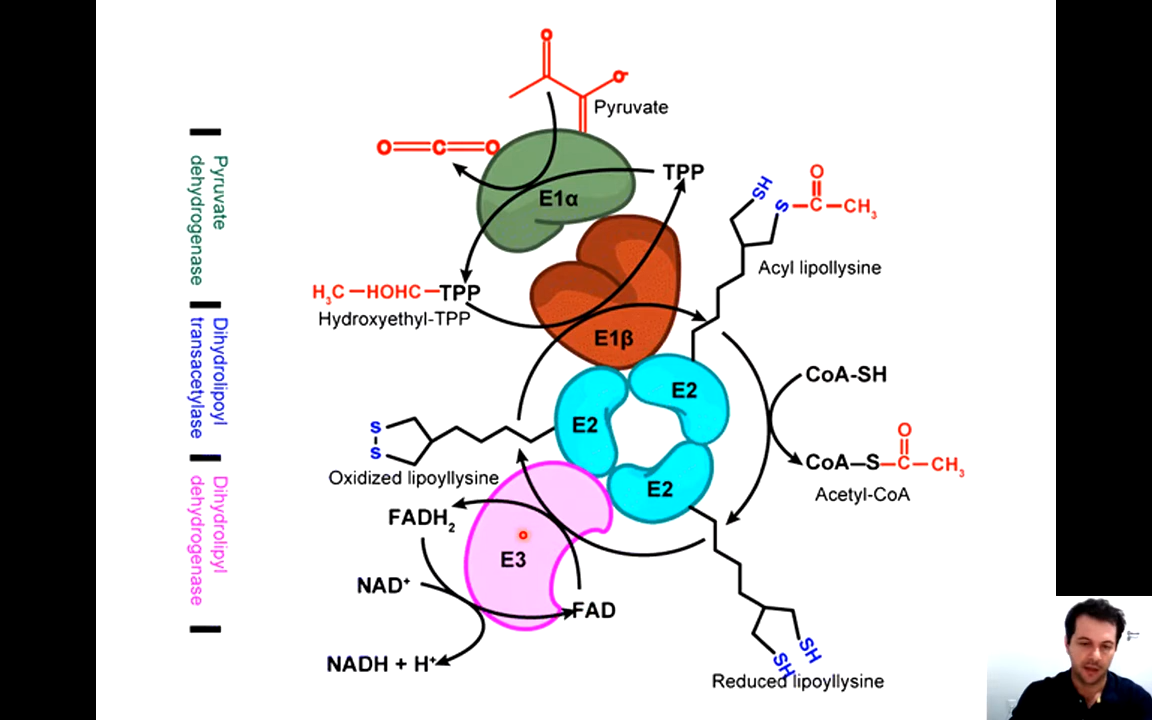 O
O⁻
Pyruvate
O=C=O
E1α
TPP
SH
S–C–CH₃
O
Acyl lipollysine
H₃C–HOHC–TPP
Hydroxyethyl-TPP
E1β
CoA-SH
E2
E2
E2
S
S
Oxidized lipoyllysine
O
CoA–S–C–CH₃
Acetyl-CoA
FADH₂
E3
NAD⁺
FAD
NADH + H⁺
SH
SH
Reduced lipoyllysine
Pyruvate
dehydrogenase
Dihydrolipoyl
transacetylase
Dihydrolipyl
dehydrogenase